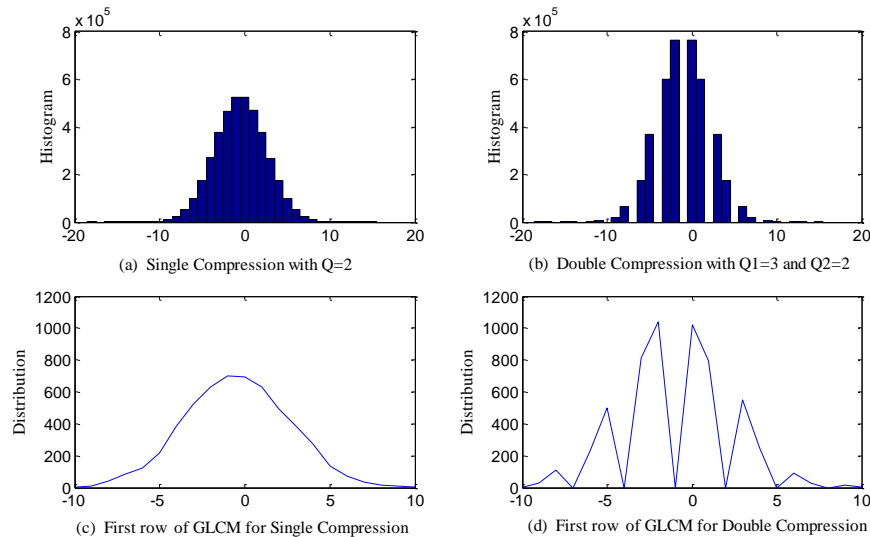 x 10^5
8
6
4
2
0
-20 -10 0 10 20
Histogram
(a) Single Compression with Q=2
x 10^5
8
6
4
2
0
-20 -10 0 10 20
Histogram
(b) Double Compression with Q1=3 and Q2=2
1200
1000
800
600
400
200
0
-10 -5 0 5 10
Distribution
(c) First row of GLCM for Single Compression
1200
1000
800
600
400
200
0
-10 -5 0 5 10
Distribution
(d) First row of GLCM for Double Compression